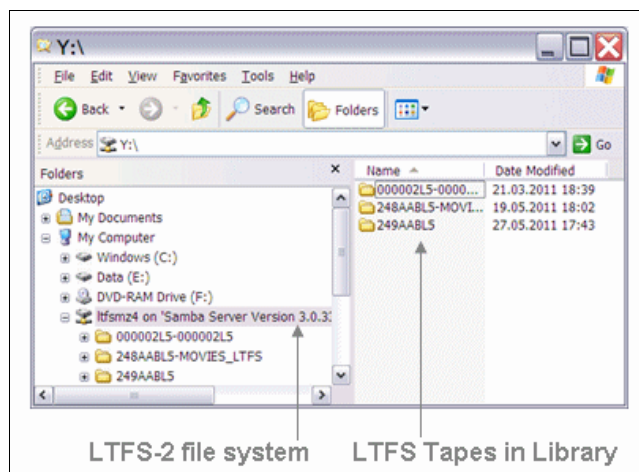 Y:\
File Edit View Favorites Tools Help
Back Search Folders
Address Y:\ Go
Folders x
Name Date Modified
Desktop
My Documents
My Computer
Windows (C:)
Data (E:)
DVD-RAM Drive (F:)
ltfsmz4 on 'Samba Server Version 3.0.33
000002L5-000002L5
248AABL5-MOVIES_LTFS
249AABL5
000002L5-0000... 21.03.2011 18:39
248AABL5-MOVI... 19.05.2011 18:02
249AABL5 27.05.2011 17:43
LTFS-2 file system LTFS Tapes in Library